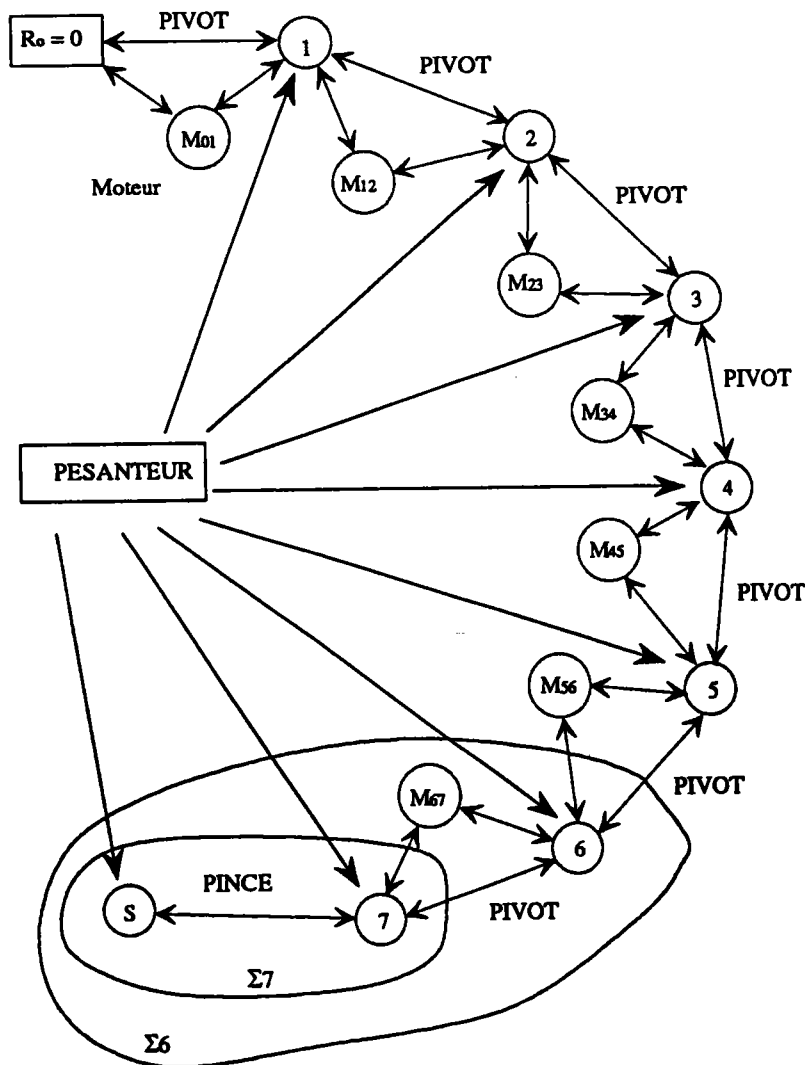 PIVOT
R₀ = 0
1
PIVOT
M01
2
Moteur
M12
PIVOT
M23
3
PIVOT
M34
PESANTEUR
4
M45
PIVOT
M56
5
PIVOT
M67
6
PINCE
S
7
PIVOT
Σ7
Σ6